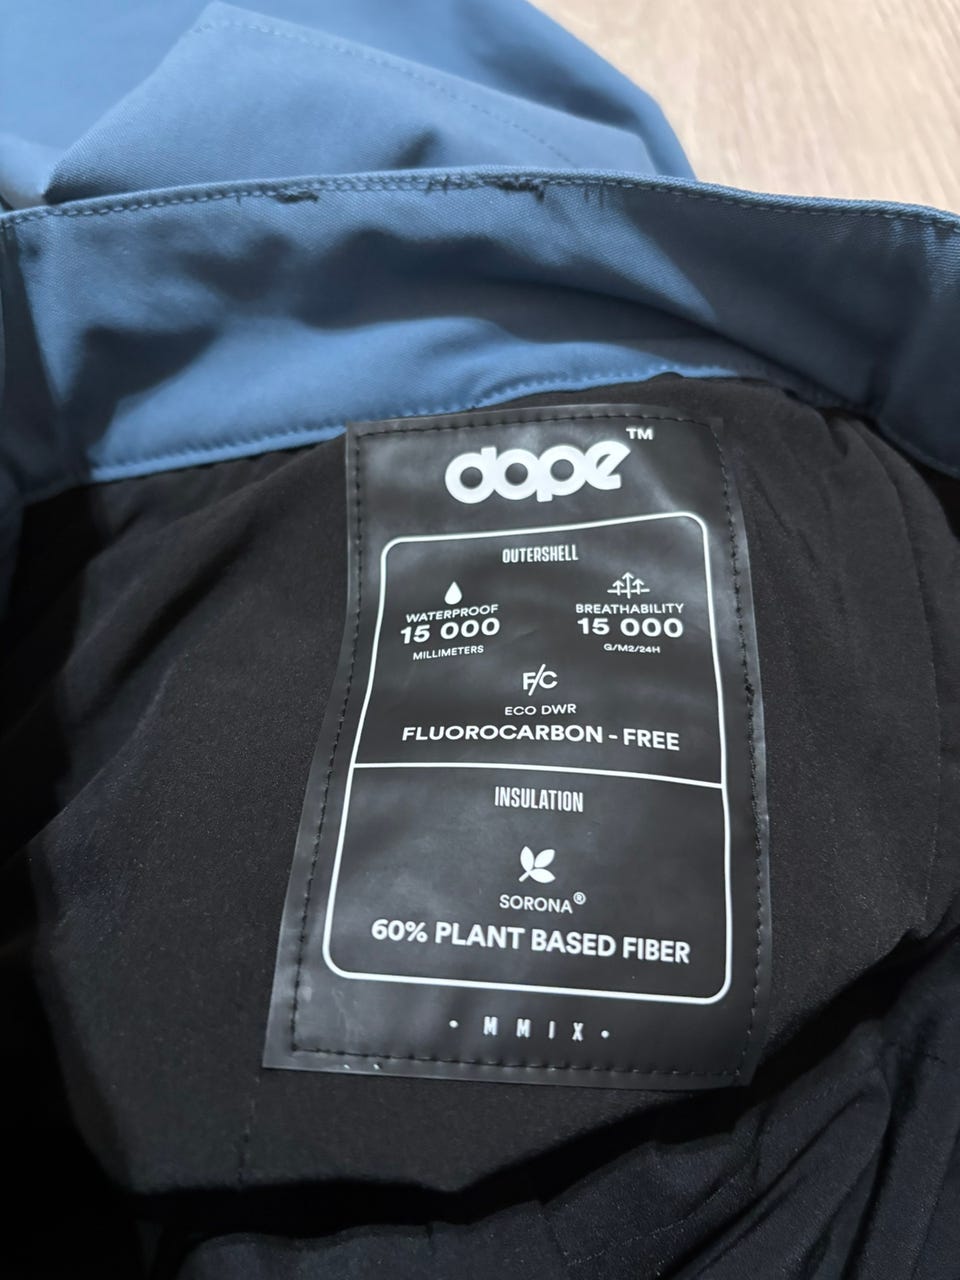 dope™
OUTERSHELL
WATERPROOF
15 000
MILLIMETERS
BREATHABILITY
15 000
G/M2/24H
F/C
ECO DWR
FLUOROCARBON - FREE
INSULATION
SORONA®
60% PLANT BASED FIBER
• MMIX •